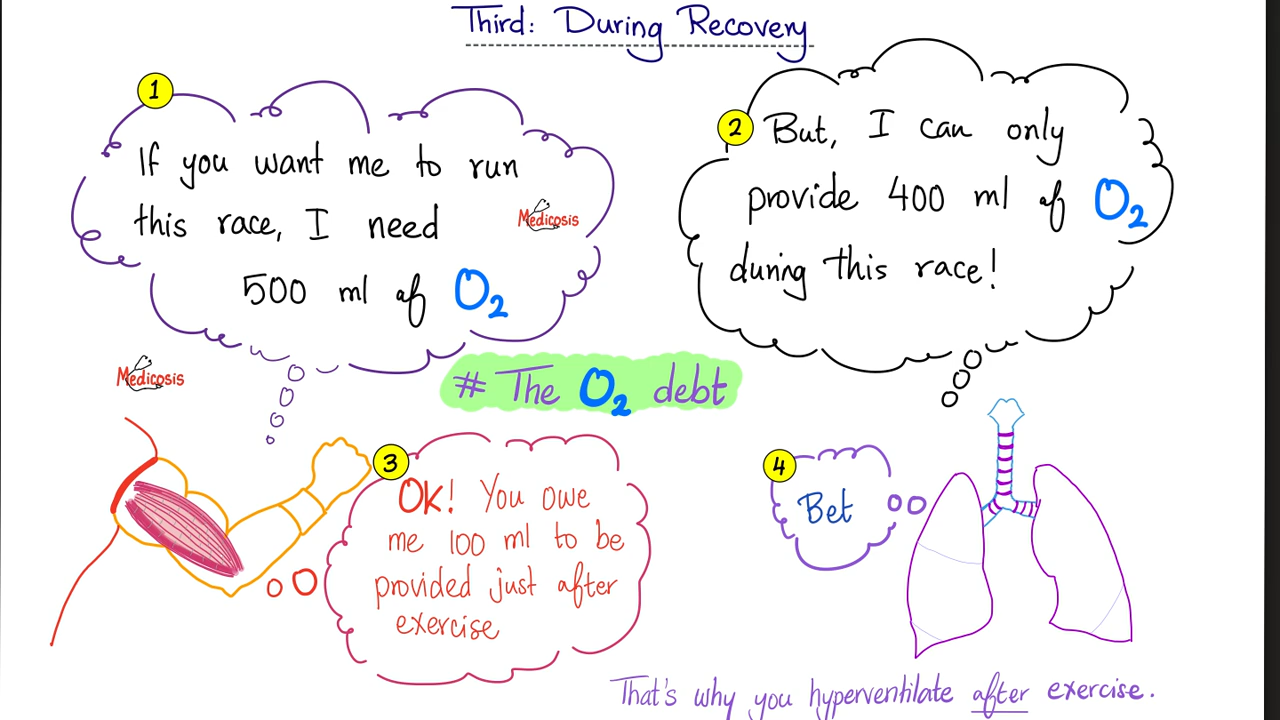 Third: During Recovery
1
If you want me to run
this race, I need
500 ml of O₂
Medicosis
2
But, I can only
provide 400 ml of O₂
during this race!
Medicosis
# The O₂ debt
3
OK! You owe
me 100 ml to be
provided just after
exercise
4
Bet
That's why you hyperventilate after exercise.